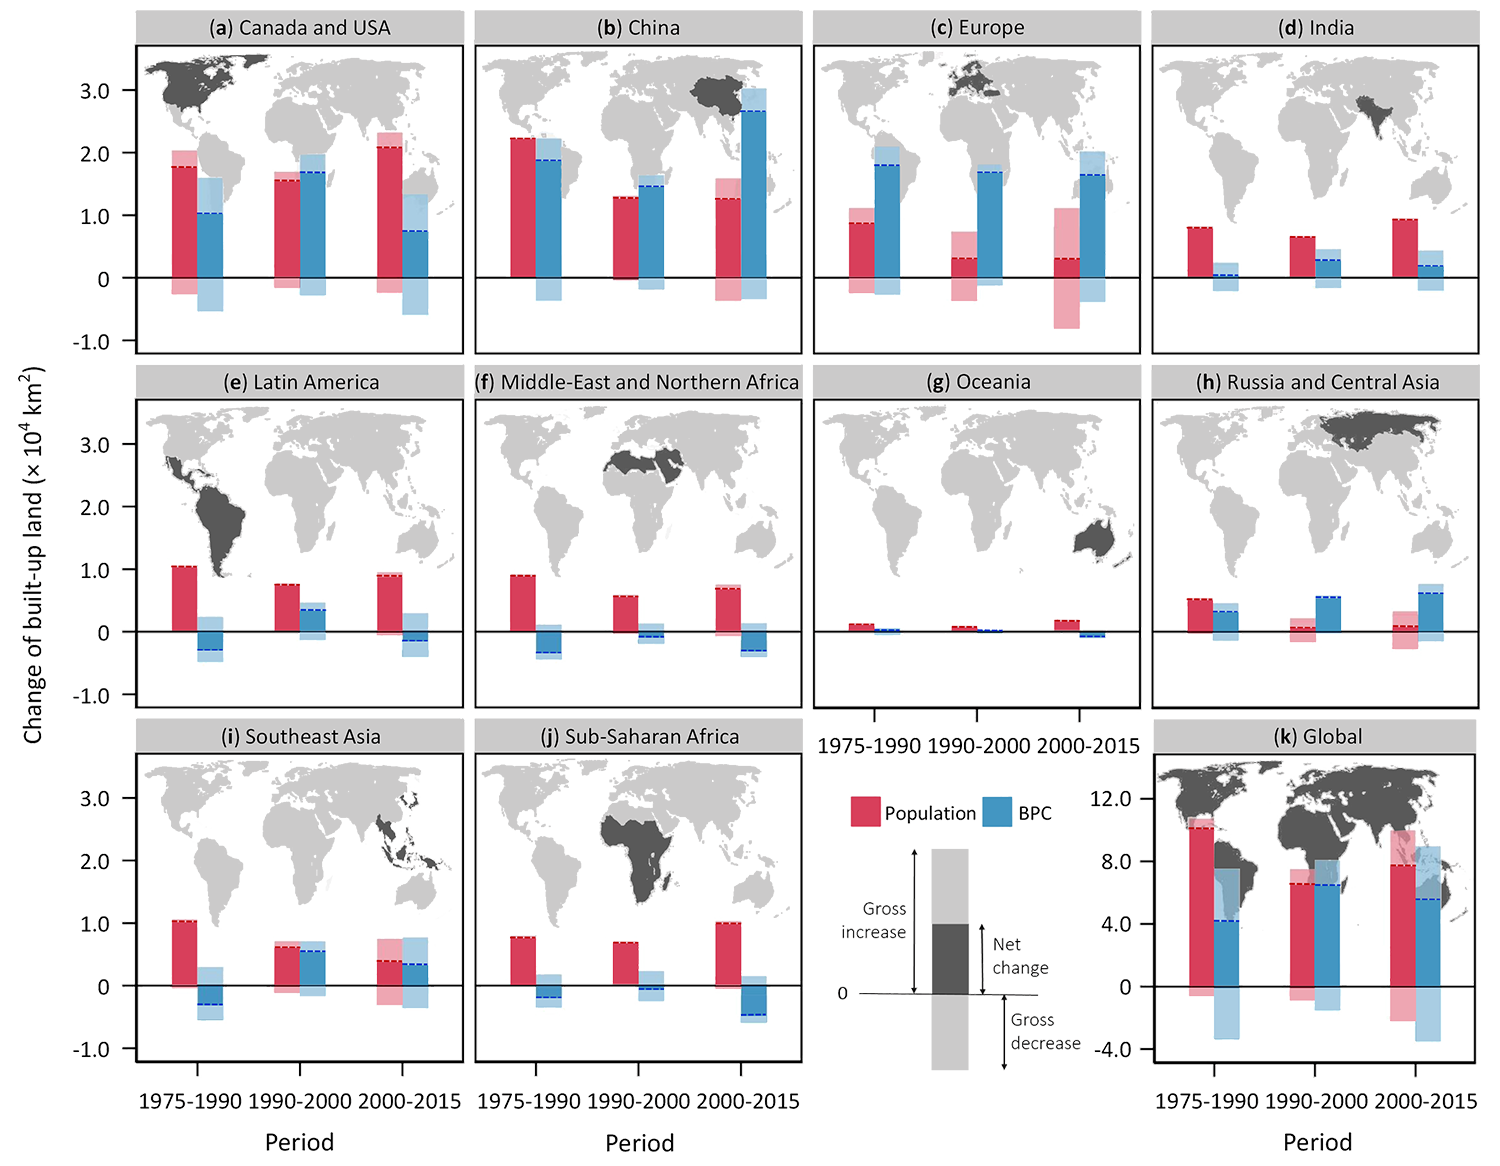 (a) Canada and USA
(b) China
(c) Europe
(d) India
3.0
2.0
1.0
0
-1.0
Change of built-up land (× 10⁴ km²)
(e) Latin America
(f) Middle-East and Northern Africa
(g) Oceania
(h) Russia and Central Asia
3.0
2.0
1.0
0
-1.0
1975-1990 1990-2000 2000-2015
(i) Southeast Asia
(j) Sub-Saharan Africa
(k) Global
3.0
2.0
1.0
0
-1.0
1975-1990 1990-2000 2000-2015
Period
1975-1990 1990-2000 2000-2015
Period
Population
BPC
Gross
increase
Net
change
0
Gross
decrease
12.0
8.0
4.0
0
-4.0
1975-1990 1990-2000 2000-2015
Period